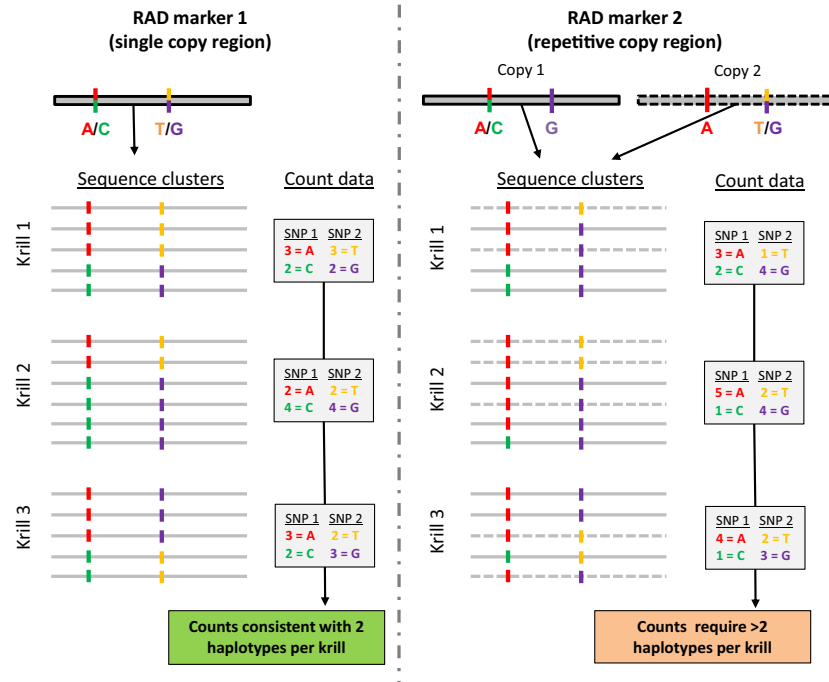 RAD marker 1
(single copy region)
A/C T/G
Sequence clusters
Count data
Krill 1
SNP 1 SNP 2
3 = A 3 = T
2 = C 2 = G
Krill 2
SNP 1 SNP 2
2 = A 2 = T
4 = C 4 = G
Krill 3
SNP 1 SNP 2
3 = A 2 = T
2 = C 3 = G
Counts consistent with 2
haplotypes per krill
RAD marker 2
(repetitive copy region)
Copy 1
Copy 2
A/C G
A T/G
Sequence clusters
Count data
Krill 1
SNP 1 SNP 2
3 = A 1 = T
2 = C 4 = G
Krill 2
SNP 1 SNP 2
5 = A 2 = T
1 = C 4 = G
Krill 3
SNP 1 SNP 2
4 = A 2 = T
1 = C 3 = G
Counts require >2
haplotypes per krill